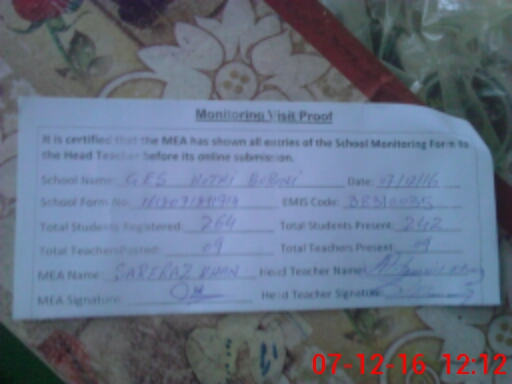 Monitoring Visit Proof
It is certified that the MEA has shown all entries of the School Monitoring Form to
the Head Teacher before its online submission.
School Name: GPS Date: 07/12/16
School Form No: EMIS Code:
Total Students Registered: 264 Total Students Present: 242
Total Teachers Posted: 09 Total Teachers Present: 09
MEA Name: SARFRAZ KHAN Head Teacher Name:
MEA Signature: Head Teacher Signature
07-12-16 12:12